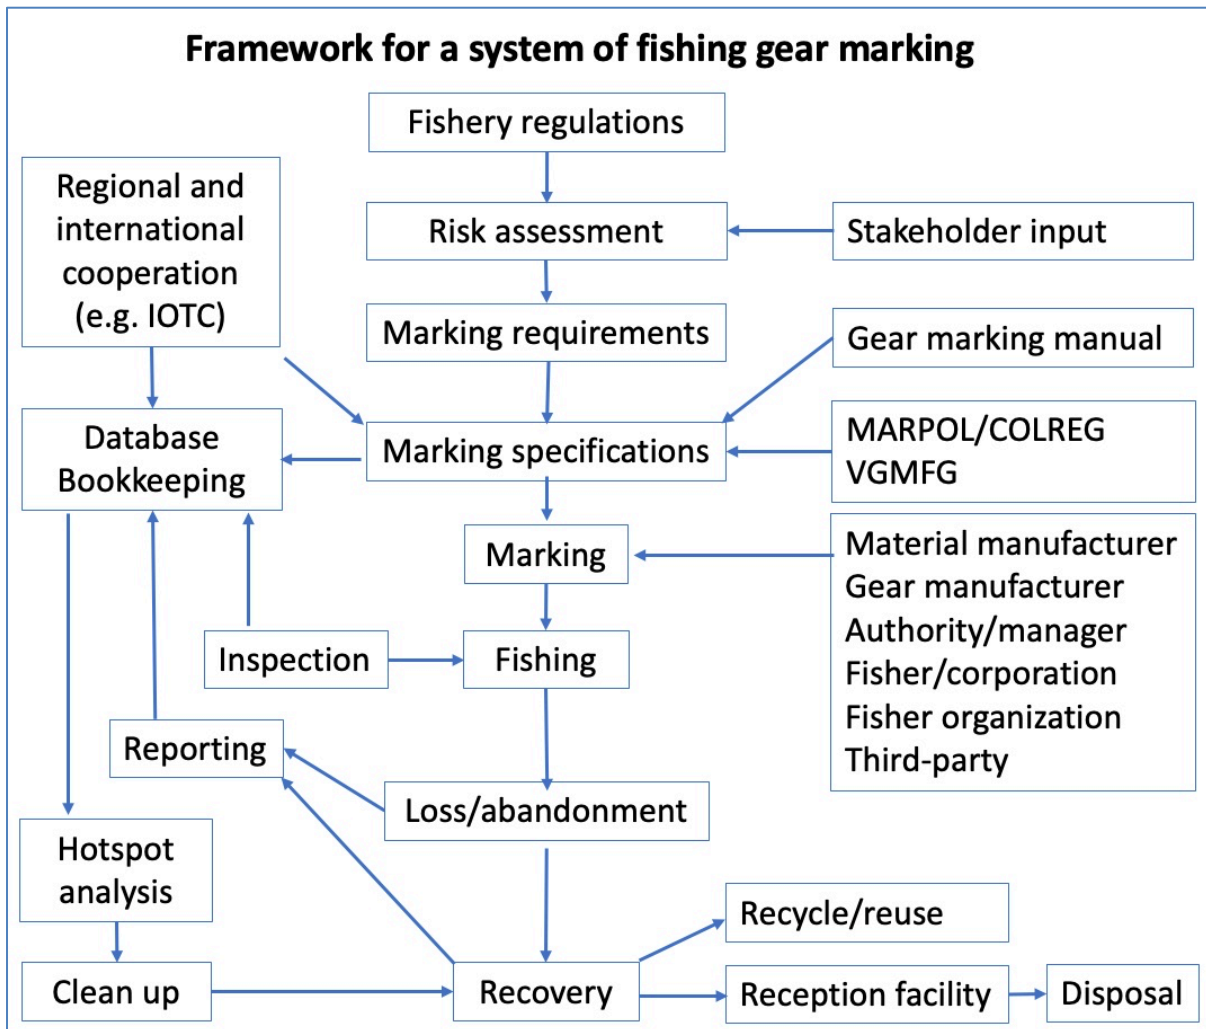 Framework for a system of fishing gear marking
Fishery regulations
Regional and
international
cooperation
(e.g. IOTC)
Risk assessment
Stakeholder input
Marking requirements
Gear marking manual
Database
Bookkeeping
Marking specifications
MARPOL/COLREG
VGMFG
Marking
Material manufacturer
Gear manufacturer
Authority/manager
Fisher/corporation
Fisher organization
Third-party
Inspection
Fishing
Reporting
Loss/abandonment
Hotspot
analysis
Recycle/reuse
Clean up
Recovery
Reception facility
Disposal